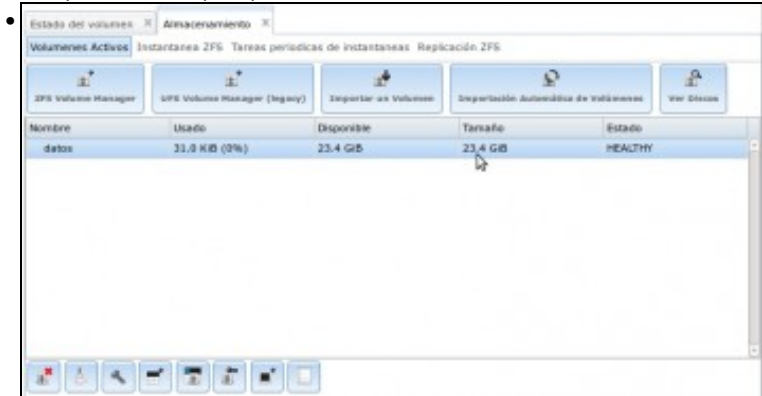 Estado del volumen Almacenamiento
Volumenes Activos Instantanea ZFS Tareas periodicas de instantaneas Replicación ZFS
ZFS Volume Manager UFS Volume Manager (legacy) Importar un Volumen Importación Automática de Volúmenes Ver Discos
Nombre Usado Disponible Tamaño Estado
datos 31.0 KiB (0%) 23.4 GiB 23.4 GiB HEALTHY